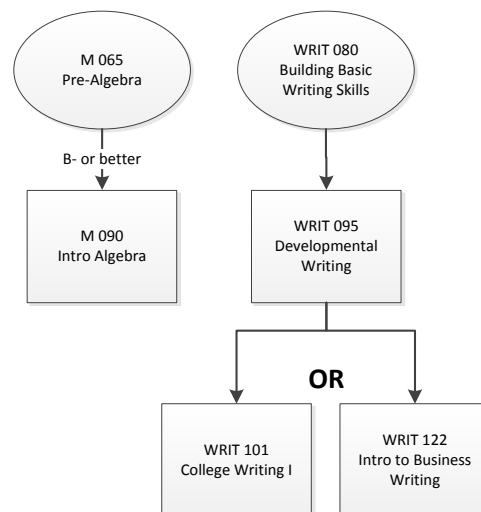 M 065
Pre-Algebra
WRIT 080
Building Basic
Writing Skills
B- or better
M 090
Intro Algebra
WRIT 095
Developmental
Writing
OR
WRIT 101
College Writing I
WRIT 122
Intro to Business
Writing